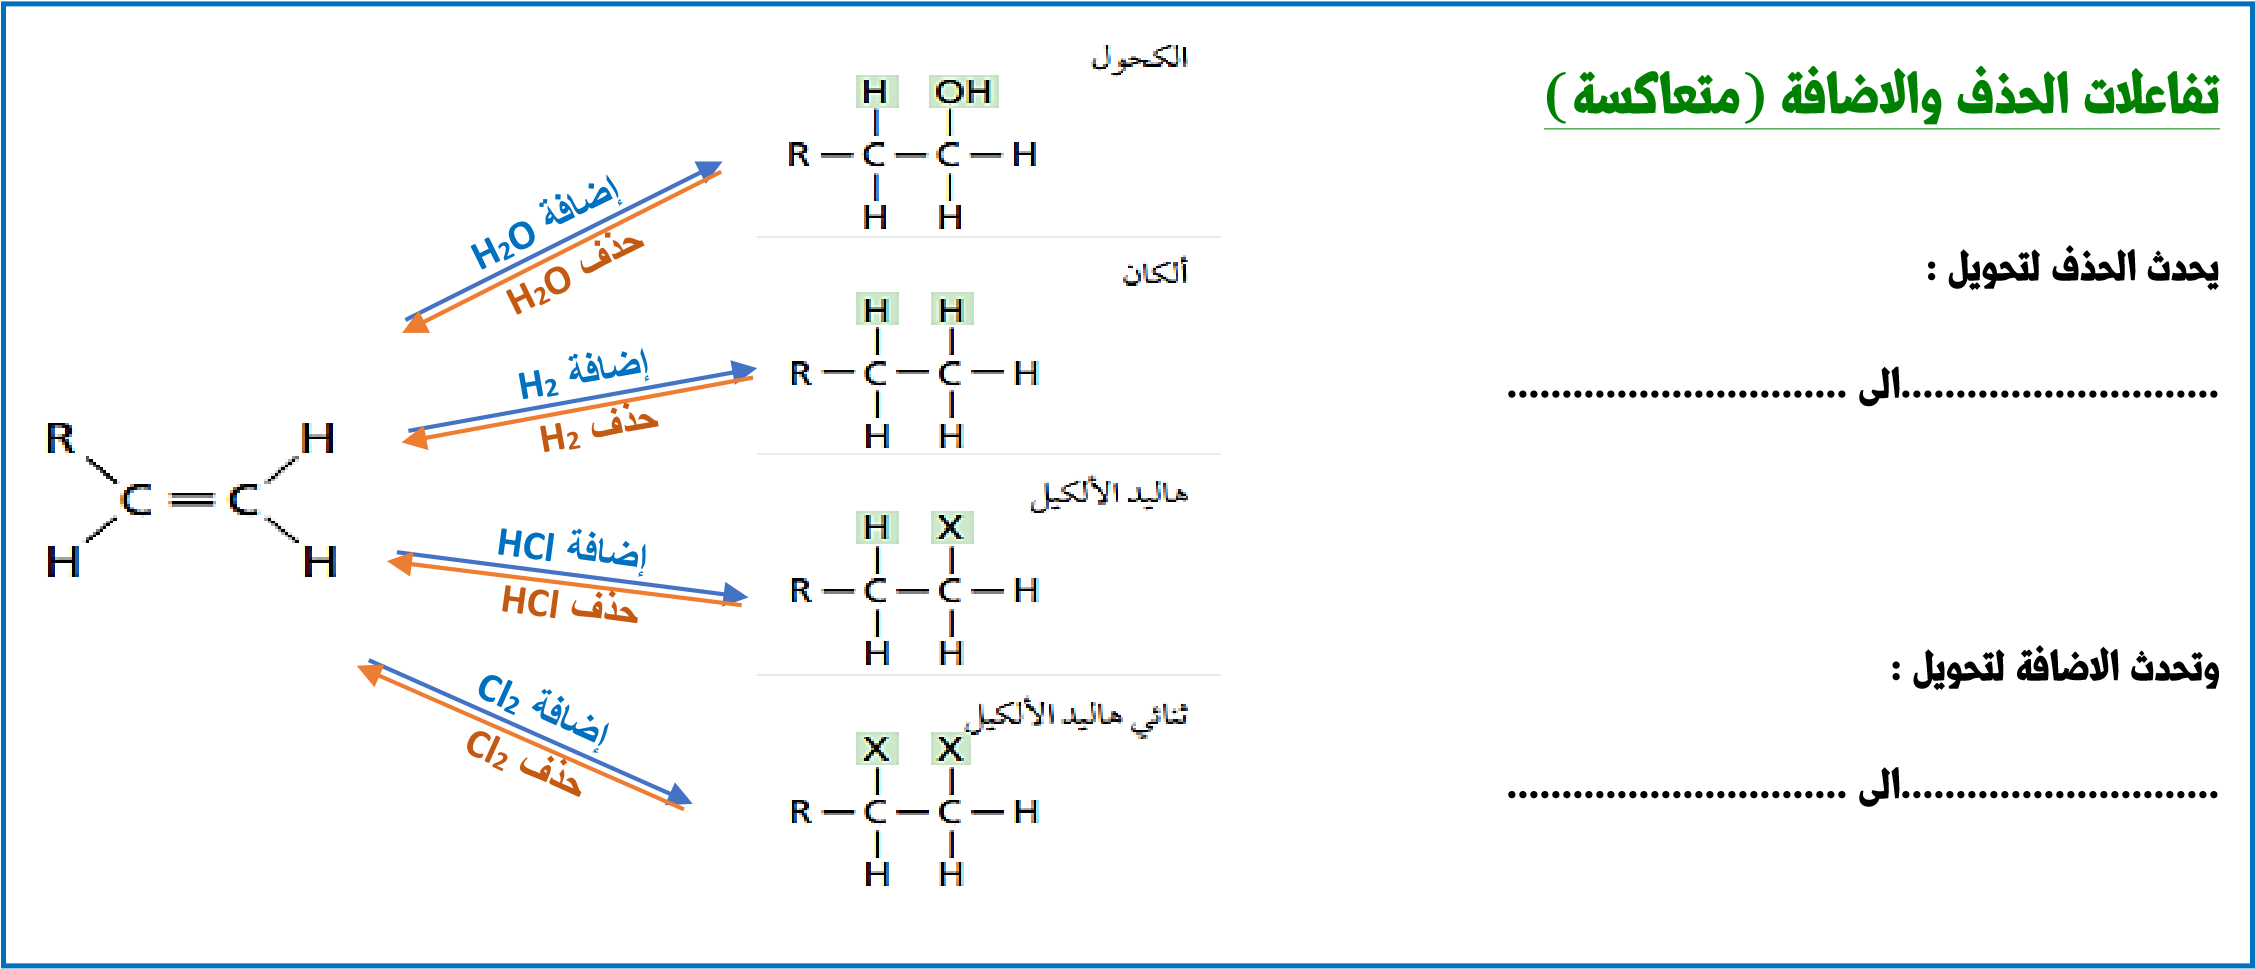 تفاعلات الحذف والاضافة (متعاكسة)
يحدث الحذف لتحويل :
.............................الى ...............................
وتحدث الاضافة لتحويل :
.............................الى ...............................
الكحول
H OH
R — C — C — H
H H
إضافة H₂O
حذف H₂O
ألكان
H H
R — C — C — H
H H
إضافة H₂
حذف H₂
هاليد الألكيل
H X
R — C — C — H
H H
إضافة HCl
حذف HCl
ثنائي هاليد الألكيل
X X
R — C — C — H
H H
إضافة Cl₂
حذف Cl₂
R H
C = C
H H